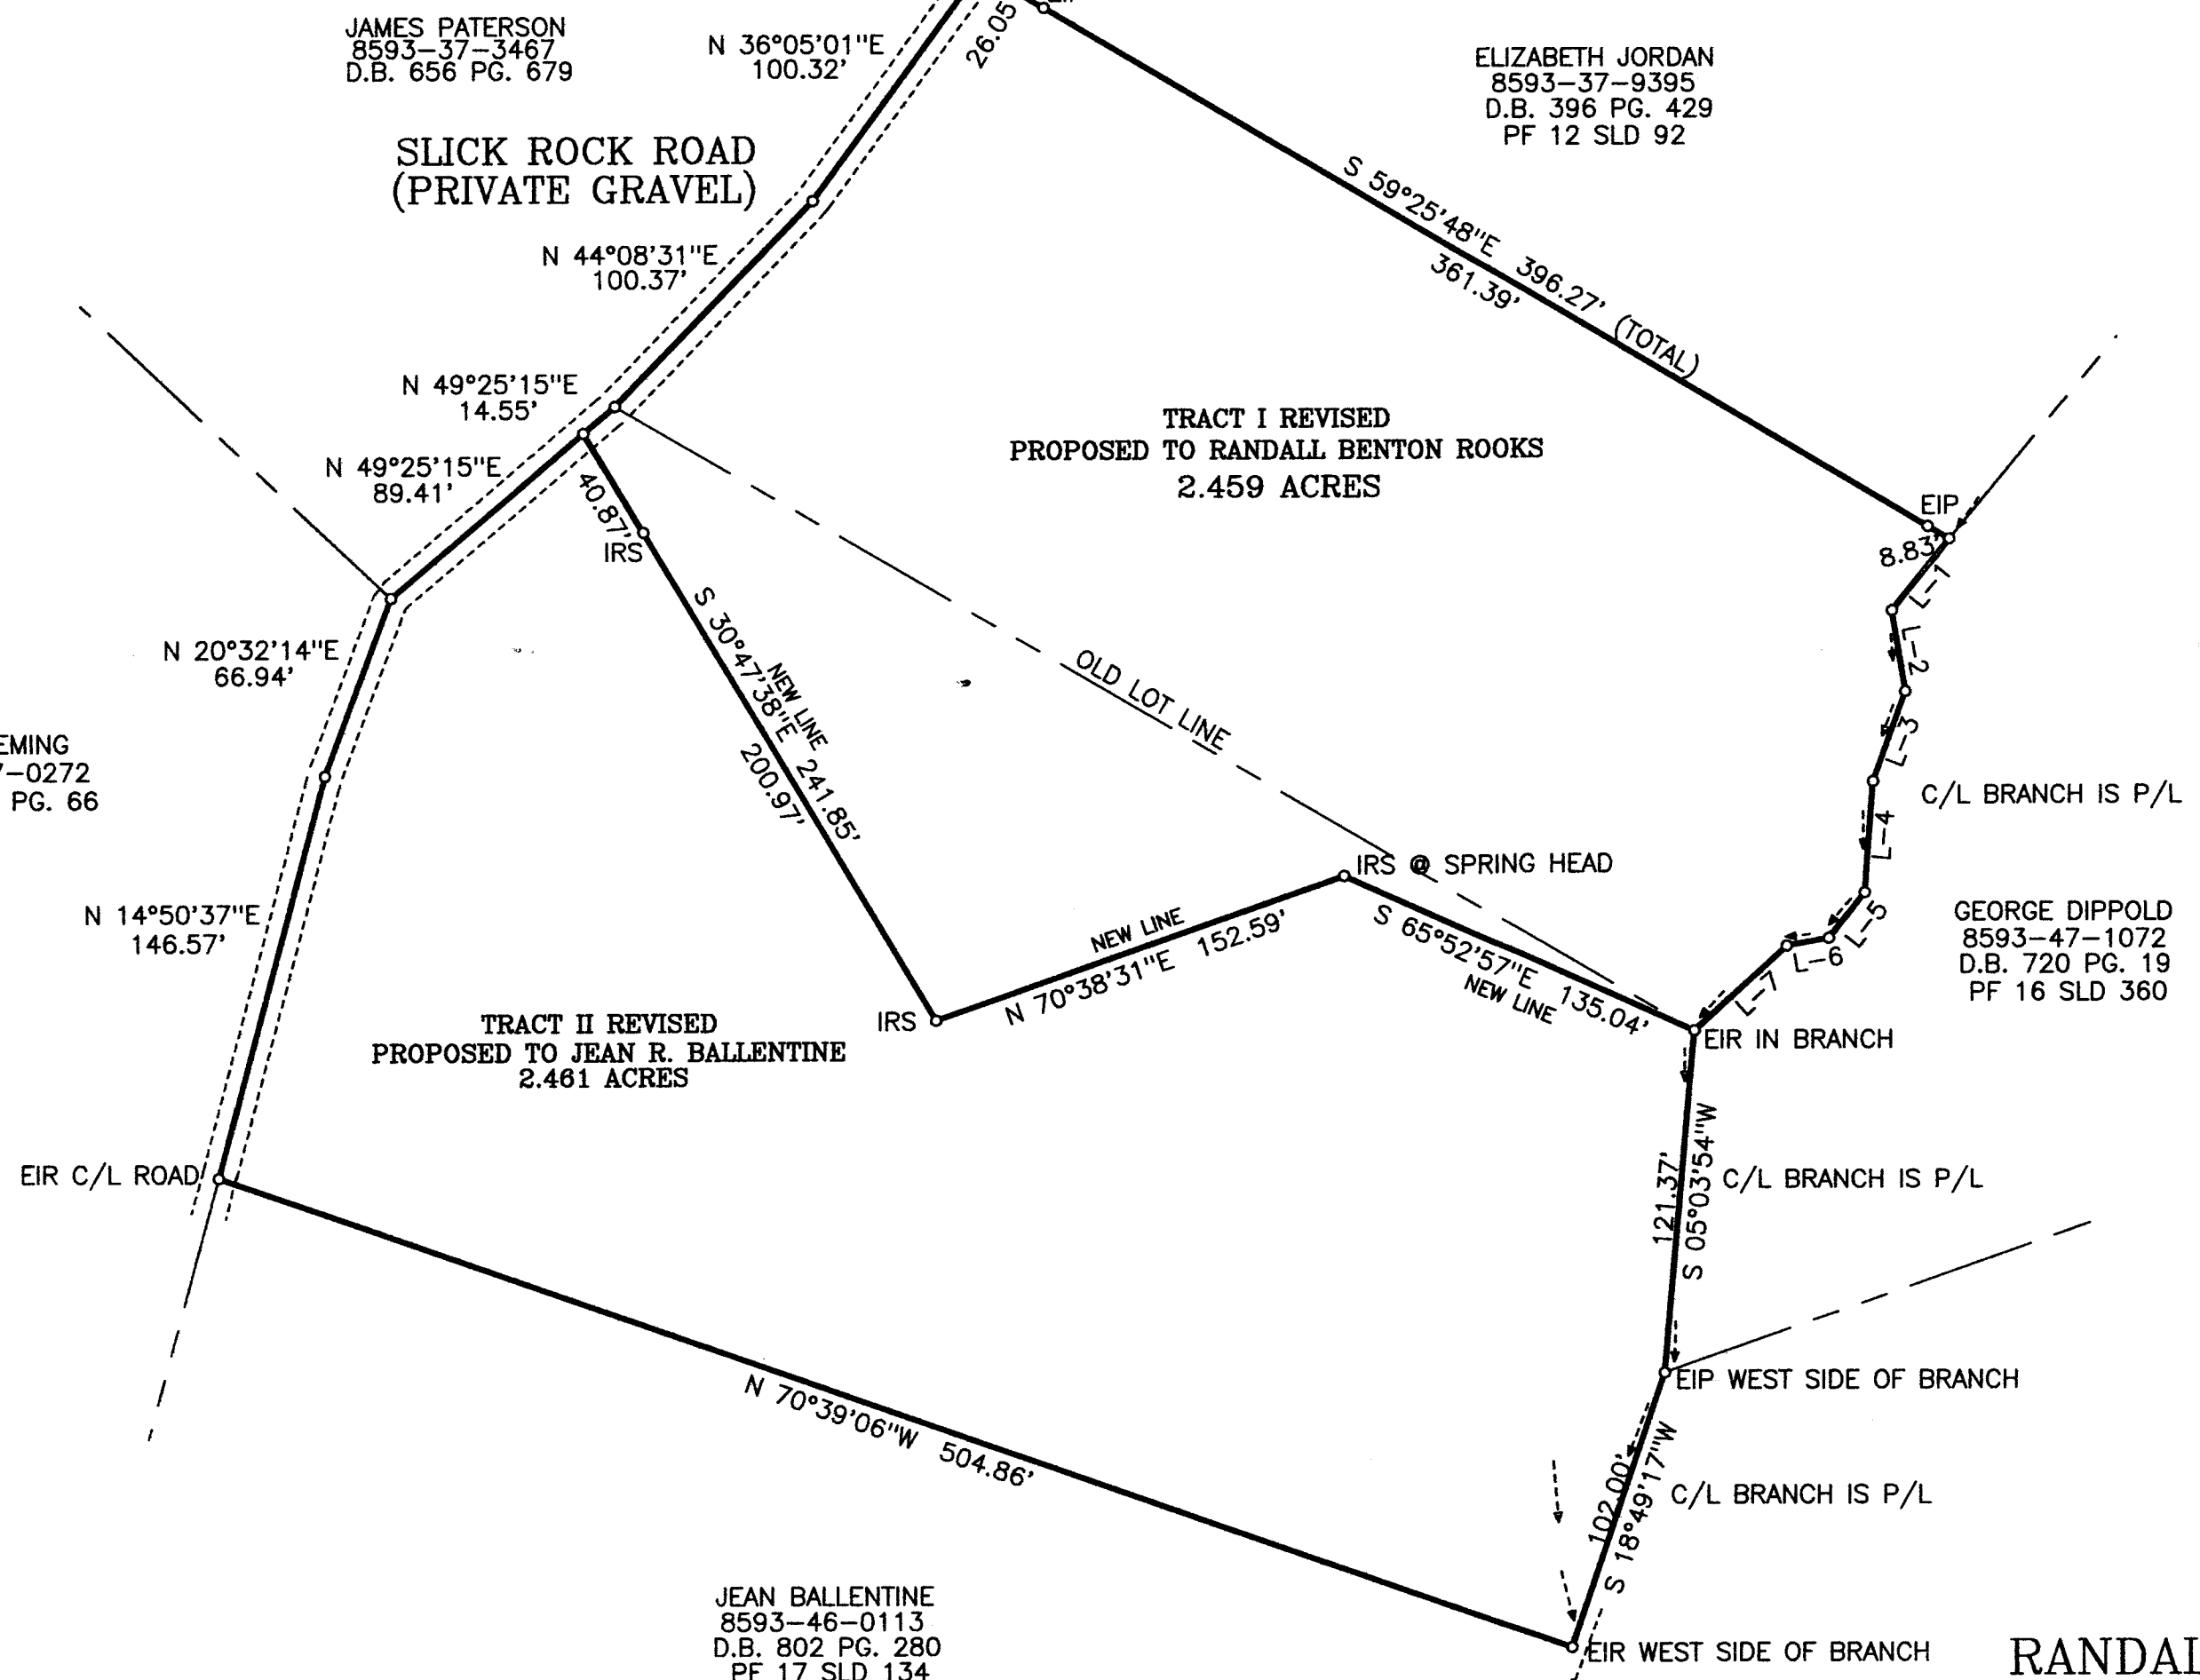 JAMES PATERSON
8593-37-3467
D.B. 656 PG. 679
N 36°05'01"E
100.32'
26.05
ELIZABETH JORDAN
8593-37-9395
D.B. 396 PG. 429
PF 12 SLD 92
SLICK ROCK ROAD
(PRIVATE GRAVEL)
S 59°25'48"E 396.27' (TOTAL)
361.39'
N 44°08'31"E
100.37'
N 49°25'15"E
14.55'
TRACT I REVISED
PROPOSED TO RANDALL BENTON ROOKS
2.459 ACRES
N 49°25'15"E
89.41'
40.87'
IRS
EIP
8.83'
L-1
L-2
L-3
L-4
L-5
L-6
L-7
N 20°32'14"E
66.94'
OLD LOT LINE
NEW LINE
S 30°47'38"E 241.85'
200.97'
EMING
7-0272
PG. 66
C/L BRANCH IS P/L
IRS @ SPRING HEAD
N 14°50'37"E
146.57'
NEW LINE
N 70°38'31"E 152.59'
S 65°52'57"E 135.04'
NEW LINE
GEORGE DIPPOLD
8593-47-1072
D.B. 720 PG. 19
PF 16 SLD 360
IRS
TRACT II REVISED
PROPOSED TO JEAN R. BALLENTINE
2.461 ACRES
EIR IN BRANCH
121.37'
S 05°03'54"W
C/L BRANCH IS P/L
EIR C/L ROAD
EIP WEST SIDE OF BRANCH
N 70°39'06"W 504.86'
102.00'
S 18°49'17"W
C/L BRANCH IS P/L
JEAN BALLENTINE
8593-46-0113
D.B. 802 PG. 280
PF 17 SLD 134
EIR WEST SIDE OF BRANCH
RANDAL